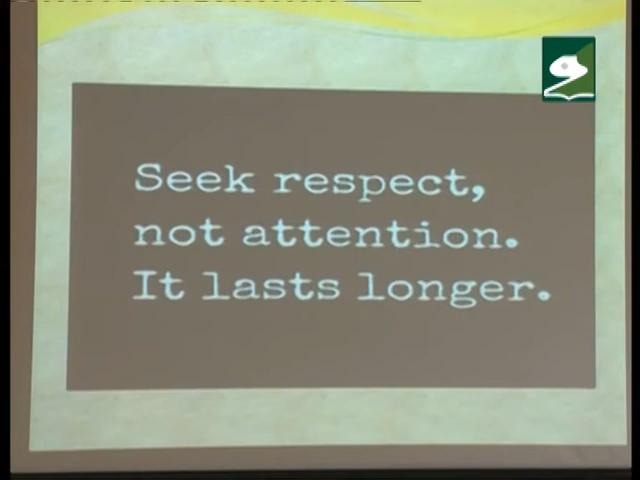 Seek respect,
not attention.
It lasts longer.